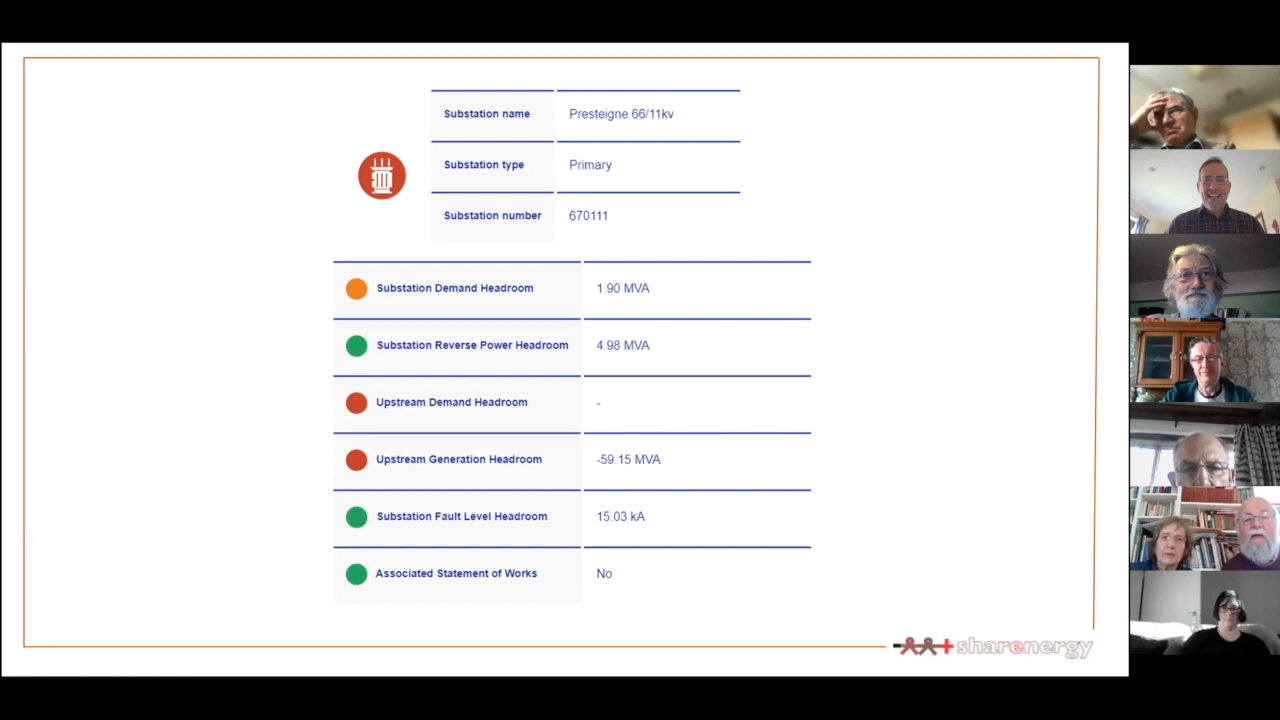 Substation name Presteigne 66/11kv
Substation type Primary
Substation number 670111
Substation Demand Headroom 1.90 MVA
Substation Reverse Power Headroom 4.98 MVA
Upstream Demand Headroom -
Upstream Generation Headroom -59.15 MVA
Substation Fault Level Headroom 15.03 kA
Associated Statement of Works No
sharenergy